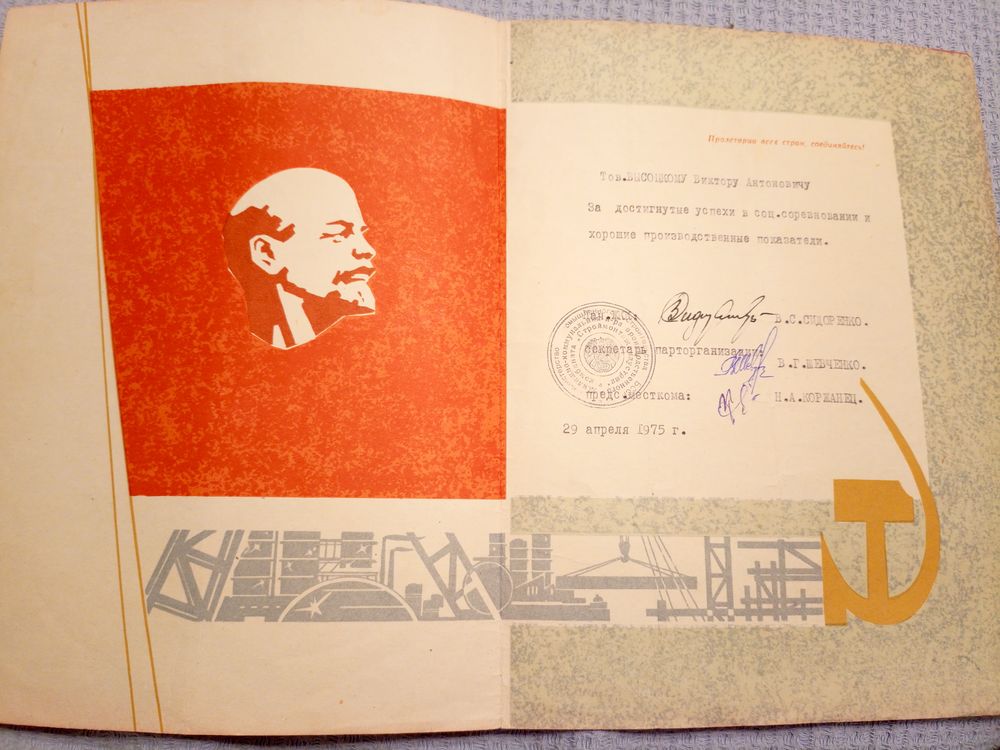 Пролетарии всех стран, соединяйтесь!
Тов.ВЫСОЦКОМУ Виктору Антоновичу
За достигнутые успехи в соц.соревновании и
хорошие производственные показатели.
В.С.СИДОРЕНКО.
секретарь парторганизации
В.Г.ШЕВЧЕНКО.
предс.месткома:
Н.А.КОРЖАНЕЦ.
29 апреля 1975 г.